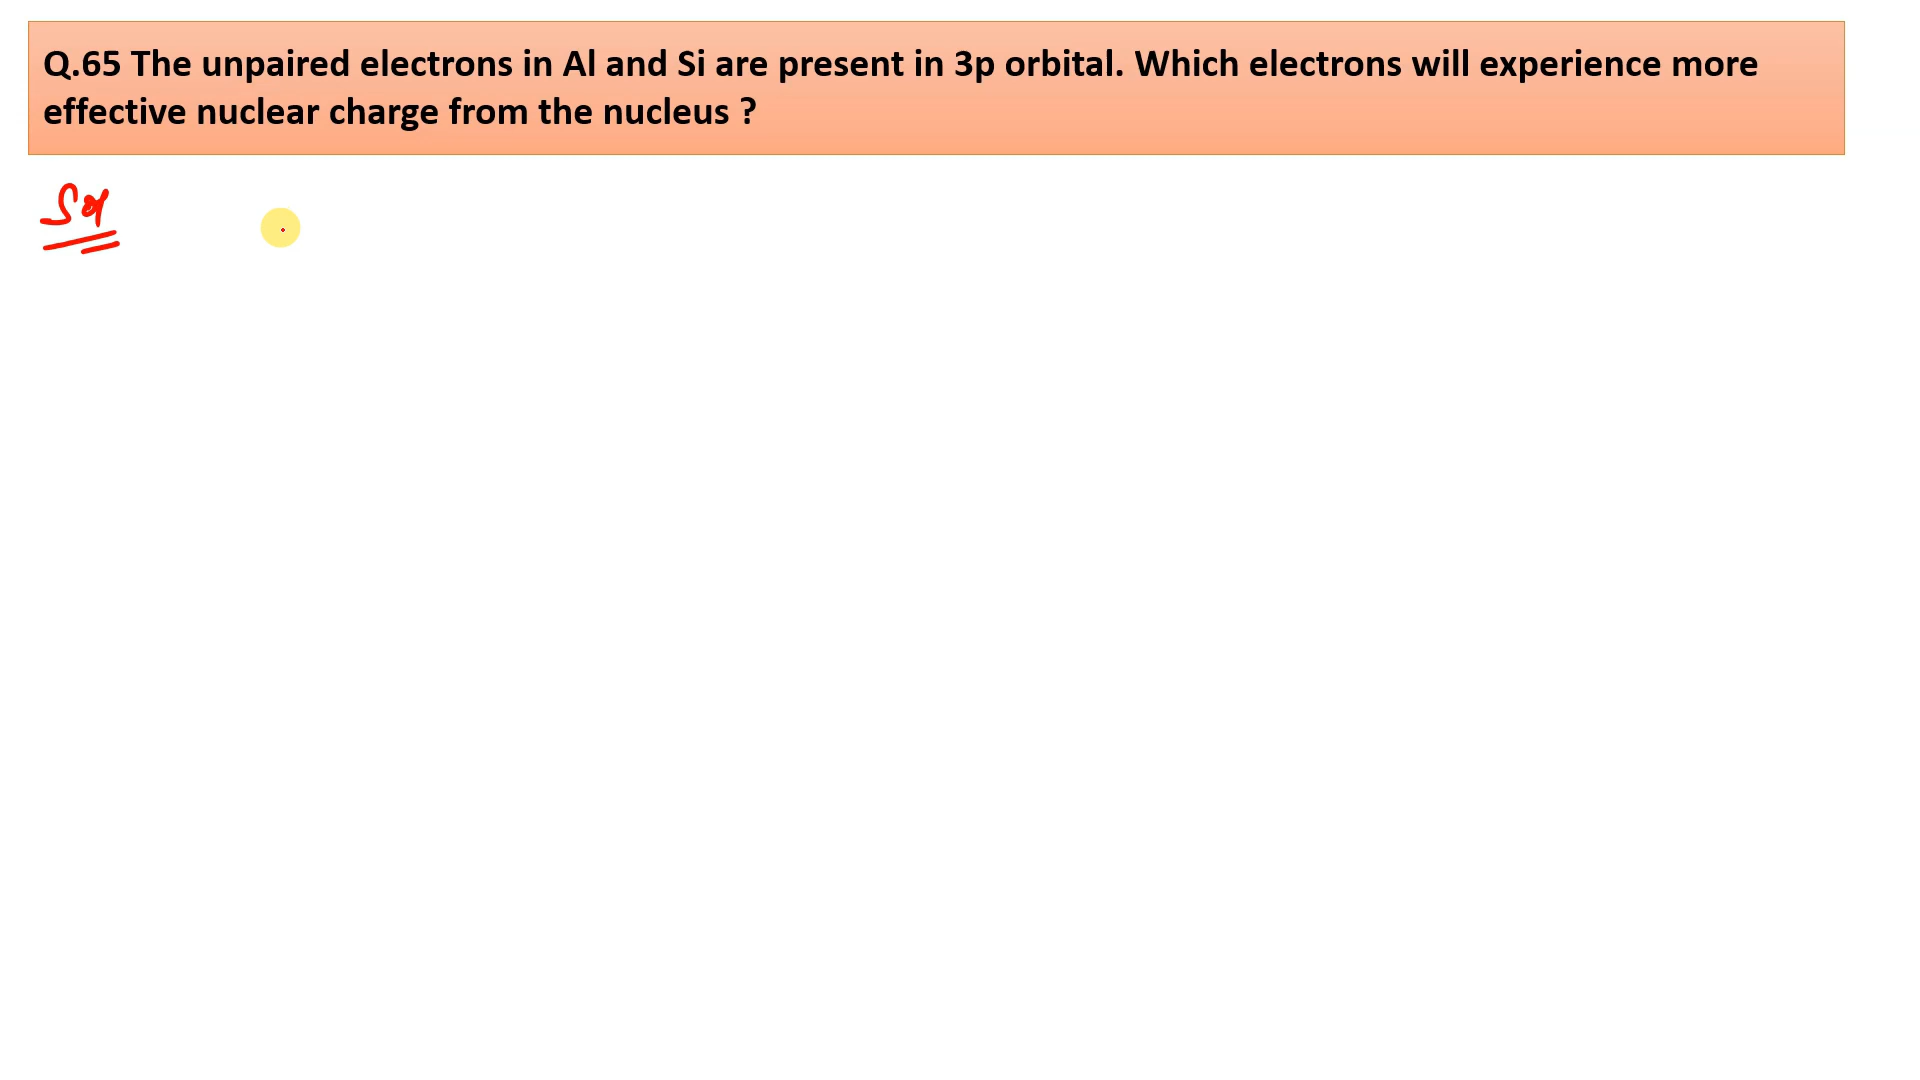 Q.65 The unpaired electrons in Al and Si are present in 3p orbital. Which electrons will experience more
effective nuclear charge from the nucleus ?
Sol